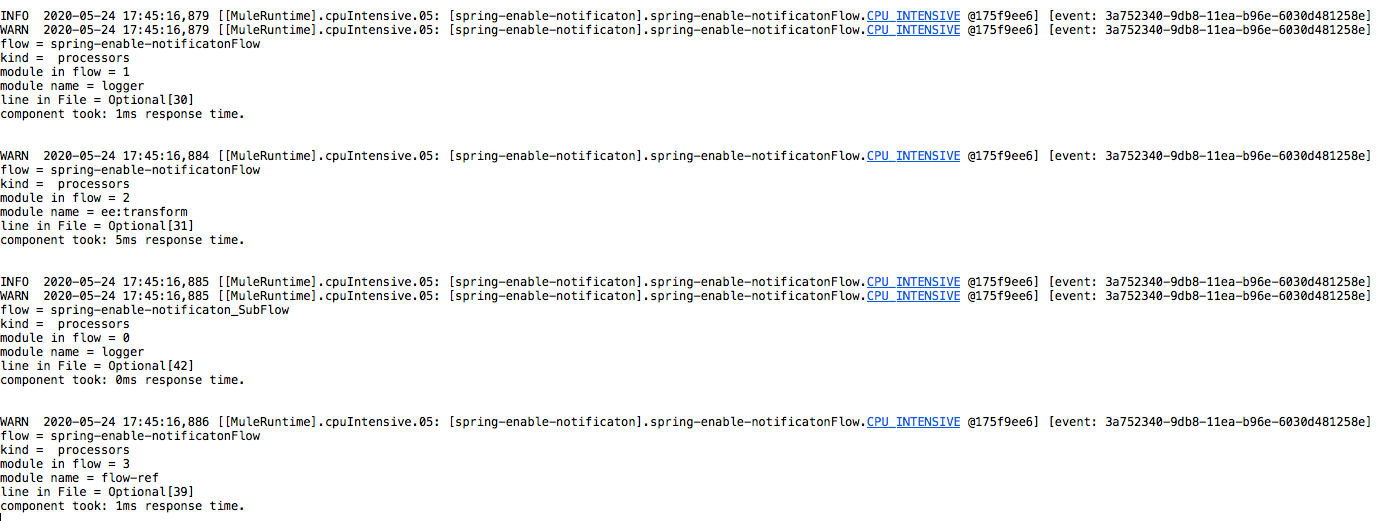 INFO  2020-05-24 17:45:16,879 [[MuleRuntime].cpuIntensive.05: [spring-enable-notificaton].spring-enable-notificatonFlow.CPU_INTENSIVE @175f9ee6] [event: 3a752340-9db8-11ea-b96e-6030d481258e]
WARN  2020-05-24 17:45:16,879 [[MuleRuntime].cpuIntensive.05: [spring-enable-notificaton].spring-enable-notificatonFlow.CPU_INTENSIVE @175f9ee6] [event: 3a752340-9db8-11ea-b96e-6030d481258e]
flow = spring-enable-notificatonFlow
kind =  processors
module in flow = 1
module name = logger
line in File = Optional[30]
component took: 1ms response time.
WARN  2020-05-24 17:45:16,884 [[MuleRuntime].cpuIntensive.05: [spring-enable-notificaton].spring-enable-notificatonFlow.CPU_INTENSIVE @175f9ee6] [event: 3a752340-9db8-11ea-b96e-6030d481258e]
flow = spring-enable-notificatonFlow
kind =  processors
module in flow = 2
module name = ee:transform
line in File = Optional[31]
component took: 5ms response time.
INFO  2020-05-24 17:45:16,885 [[MuleRuntime].cpuIntensive.05: [spring-enable-notificaton].spring-enable-notificatonFlow.CPU_INTENSIVE @175f9ee6] [event: 3a752340-9db8-11ea-b96e-6030d481258e]
WARN  2020-05-24 17:45:16,885 [[MuleRuntime].cpuIntensive.05: [spring-enable-notificaton].spring-enable-notificatonFlow.CPU_INTENSIVE @175f9ee6] [event: 3a752340-9db8-11ea-b96e-6030d481258e]
flow = spring-enable-notificaton_SubFlow
kind =  processors
module in flow = 0
module name = logger
line in File = Optional[42]
component took: 0ms response time.
WARN  2020-05-24 17:45:16,886 [[MuleRuntime].cpuIntensive.05: [spring-enable-notificaton].spring-enable-notificatonFlow.CPU_INTENSIVE @175f9ee6] [event: 3a752340-9db8-11ea-b96e-6030d481258e]
flow = spring-enable-notificatonFlow
kind =  processors
module in flow = 3
module name = flow-ref
line in File = Optional[39]
component took: 1ms response time.